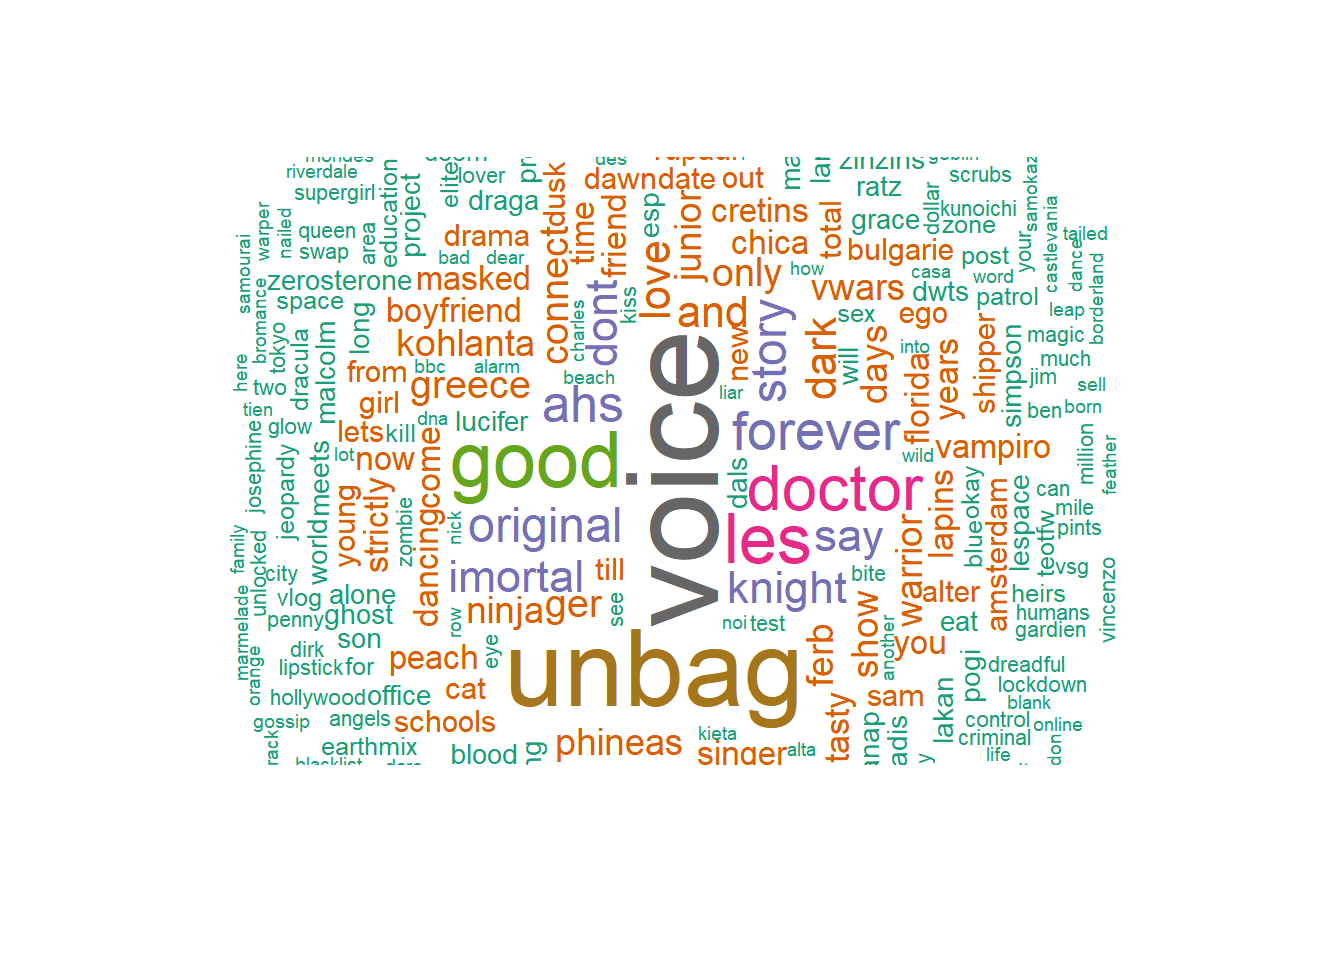 riverdale
lover
des
zinzins
scrubs
supergirl
elite
draga
dawn
date
out
ratz
education
project
dusk
esp
cretins
grace
dollar
kunoichi
samourai
warper
nailed
queen
swap
area
drama
bad
dear
time
friend
love
junior
chica
total
bulgarie
zone
your
castlevania
tailed
dance
borderland
zerosterone
masked
connect
only
how
casa
post
word
space
boyfriend
dont
kiss
and
vwars
dwts
patrol
leap
bromance
tokyo
long
kohlanta
charles
story
sex
ego
magic
here
dracula
malcolm
bbc
alarm
new
dark
will
days
into
years
shipper
simpson
much
two
from
greece
beach
liar
florida
jim
sell
tien
girl
dna
ahs
voice
forever
ben
born
glow
lets
kill
lucifer
wild
vampiro
josephine
jeopardy
meets
lot
now
come
good
dals
doctor
million
feather
world
young
strictly
zombie
dancing
nick
original
les
say
warrior
lapins
blue
okay
amsterdam
lespace
can
mile
pints
teotfw
family
unlocked
city
imortal
till
knight
bite
alter
heirs
vsg
vincenzo
vlog
alone
penny
ghost
row
ninja
ger
see
noi
test
show
another
you
eat
humans
gardien
marmelade
orange
dirk
son
lipstick
for
peach
eye
unbag
ferb
pogi
dreadful
lockdown
hollywood
office
cat
tasty
sam
lakan
blank
gossip
angels
schools
kieta
control
online
earthmix
blood
phineas
singer
alta
criminal
life
don
blacklist